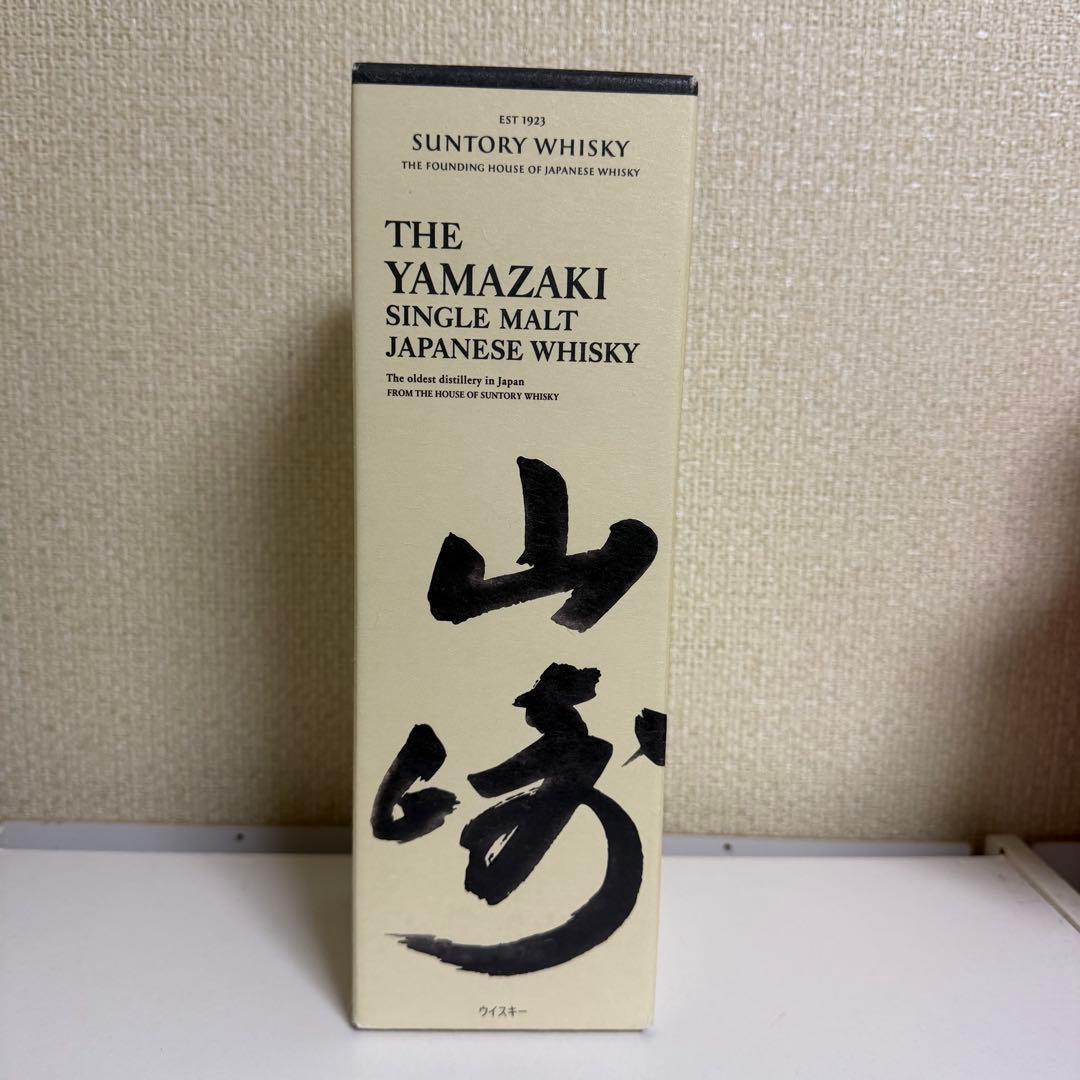 EST 1923
SUNTORY WHISKY
THE FOUNDING HOUSE OF JAPANESE WHISKY
THE
YAMAZAKI
SINGLE MALT
JAPANESE WHISKY
The oldest distillery in Japan
FROM THE HOUSE OF SUNTORY WHISKY
山
崎
ウイスキー